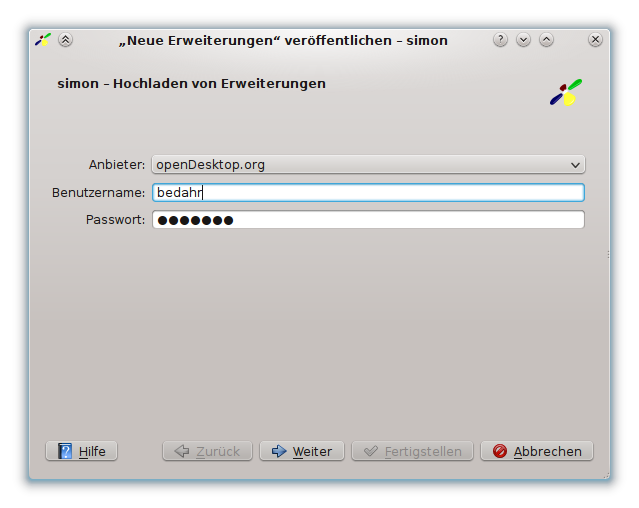 „Neue Erweiterungen“ veröffentlichen – simon
simon – Hochladen von Erweiterungen
Anbieter: openDesktop.org
Benutzername: bedahr
Passwort: ●●●●●●●
Hilfe Zurück Weiter Fertigstellen Abbrechen